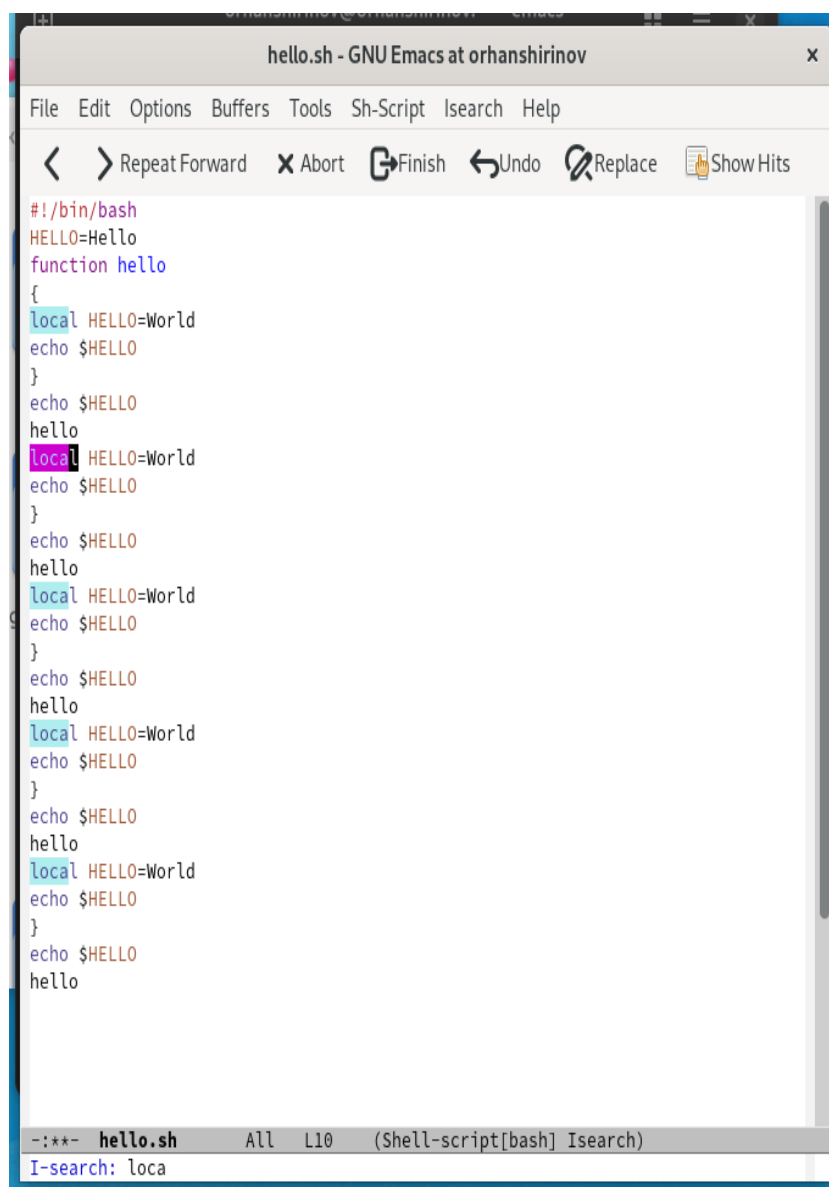 hello.sh - GNU Emacs at orhanshirinov
File Edit Options Buffers Tools Sh-Script Isearch Help
Repeat Forward Abort Finish Undo Replace Show Hits
#!/bin/bash
HELLO=Hello
function hello
{
local HELLO=World
echo $HELLO
}
echo $HELLO
hello
local HELLO=World
echo $HELLO
}
echo $HELLO
hello
local HELLO=World
echo $HELLO
}
echo $HELLO
hello
local HELLO=World
echo $HELLO
}
echo $HELLO
hello
local HELLO=World
echo $HELLO
}
echo $HELLO
hello
-:**- hello.sh All L10 (Shell-script[bash] Isearch)
I-search: loca